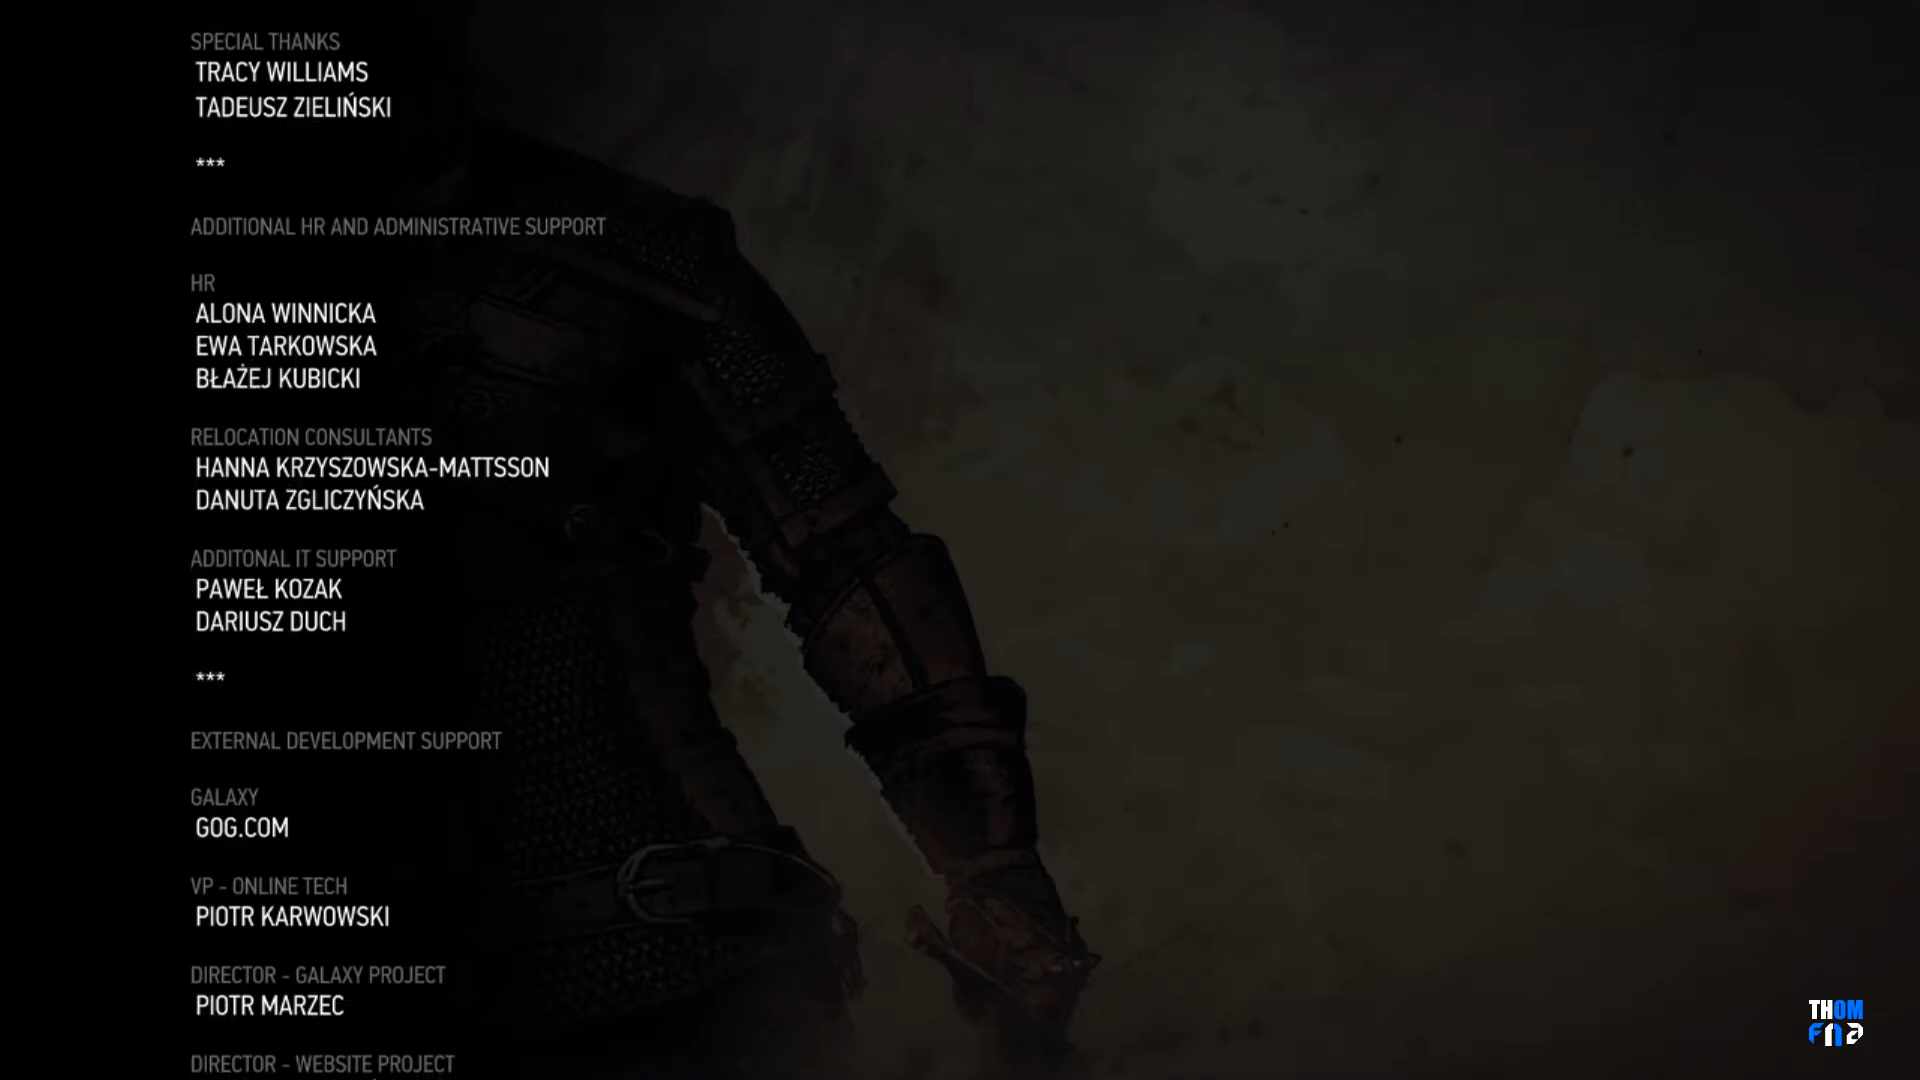 SPECIAL THANKS
TRACY WILLIAMS
TADEUSZ ZIELIŃSKI
***
ADDITIONAL HR AND ADMINISTRATIVE SUPPORT
HR
ALONA WINNICKA
EWA TARKOWSKA
BŁAŻEJ KUBICKI
RELOCATION CONSULTANTS
HANNA KRZYSZOWSKA-MATTSSON
DANUTA ZGLICZYŃSKA
ADDITONAL IT SUPPORT
PAWEŁ KOZAK
DARIUSZ DUCH
***
EXTERNAL DEVELOPMENT SUPPORT
GALAXY
GOG.COM
VP - ONLINE TECH
PIOTR KARWOWSKI
DIRECTOR - GALAXY PROJECT
PIOTR MARZEC
DIRECTOR - WEBSITE PROJECT
THOM